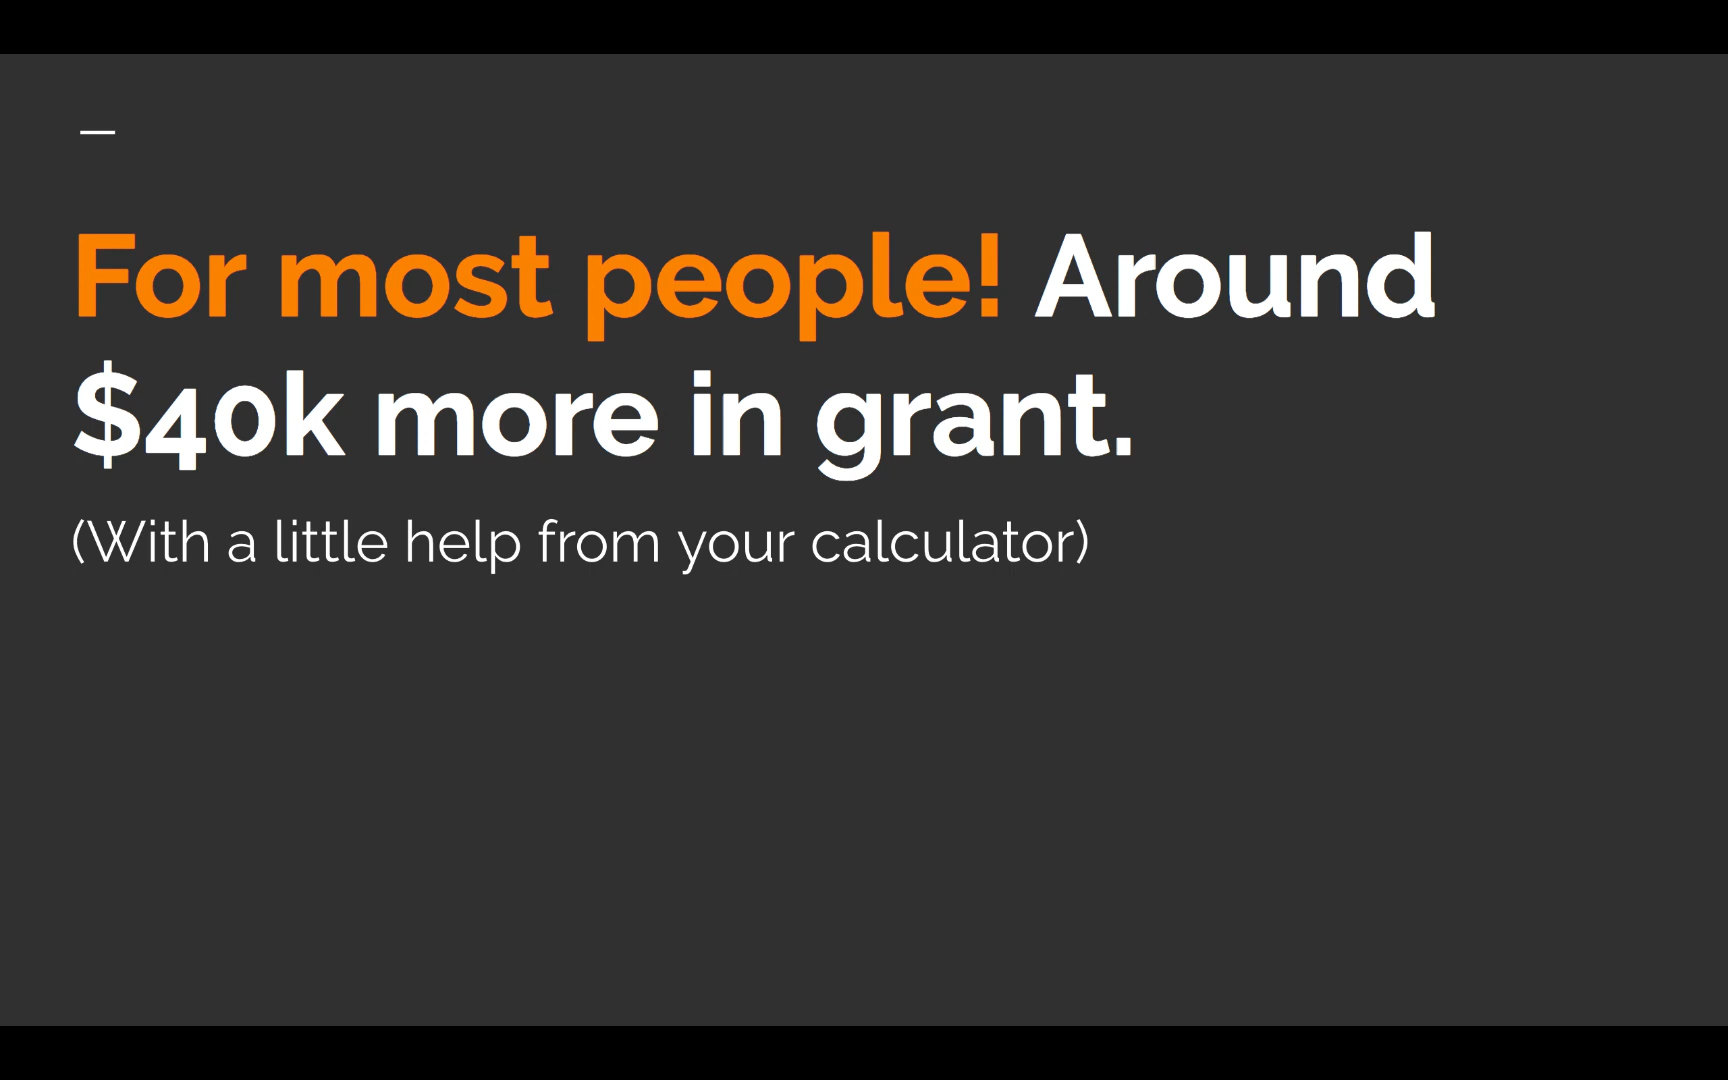 For most people! Around
$40k more in grant.
(With a little help from your calculator)